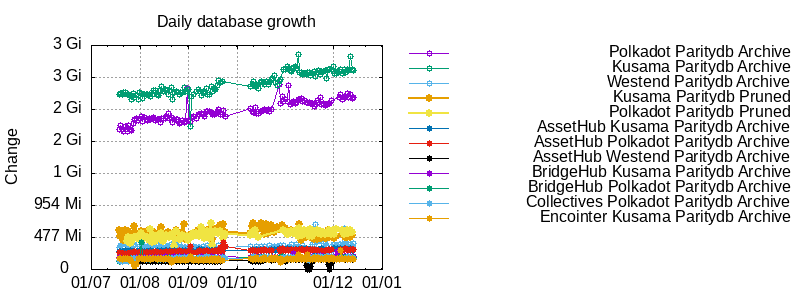 Daily database growth
Change
3 Gi
3 Gi
2 Gi
2 Gi
1 Gi
954 Mi
477 Mi
0
01/07
01/08
01/09
01/10
01/12
01/01
Polkadot Paritydb Archive
Kusama Paritydb Archive
Westend Paritydb Archive
Kusama Paritydb Pruned
Polkadot Paritydb Pruned
AssetHub Kusama Paritydb Archive
AssetHub Polkadot Paritydb Archive
AssetHub Westend Paritydb Archive
BridgeHub Kusama Paritydb Archive
BridgeHub Polkadot Paritydb Archive
Collectives Polkadot Paritydb Archive
Encointer Kusama Paritydb Archive